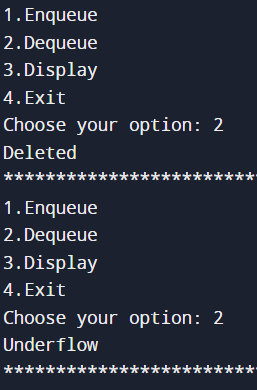 1.Enqueue
2.Dequeue
3.Display
4.Exit
Choose your option: 2
Deleted
*************************
1.Enqueue
2.Dequeue
3.Display
4.Exit
Choose your option: 2
Underflow
*************************